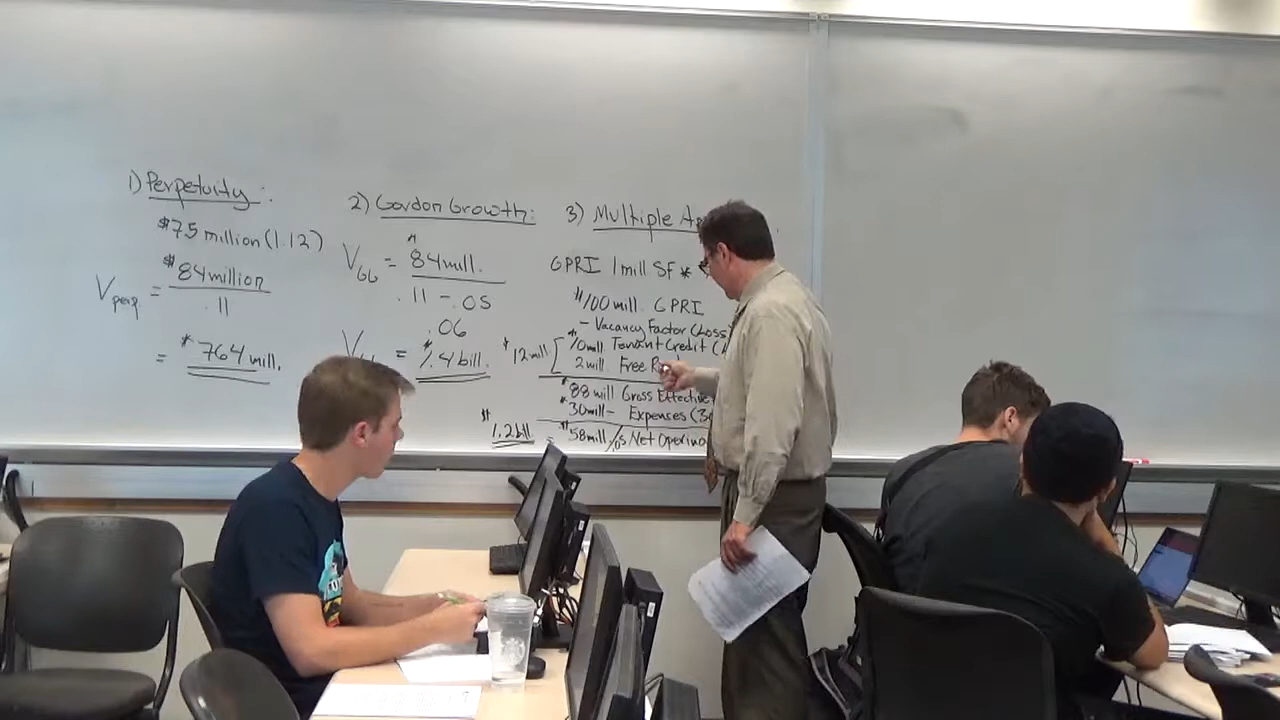 1) Perpetuity:
$75 million (1.12)
Vperp. = $84 million
.11
= $764 mill.
2) Gordon Growth:
VGG = $84 mill.
.11 - .05
.06
= $1.4 bill.
3) Multiple
GPRI 1 mill SF *
$100 mill. GPRI
- Vacancy Factor (Loss
$12 mill [ $10 mill Tenant Credit
2 mill. Free
$88 mill Gross Effective
$30 mill - Expenses
$1.2 bill $58 mill /.05 Net